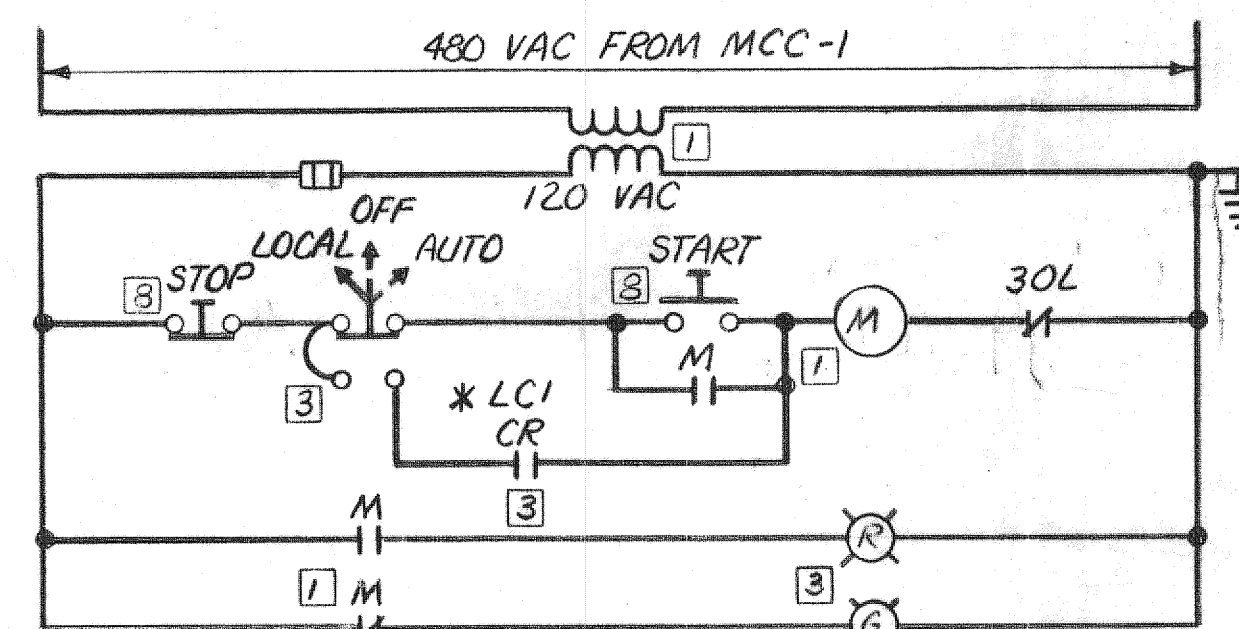 480 VAC FROM MCC-1
1
120 VAC
OFF
LOCAL AUTO
START
8 STOP
8
3OL
M
M
1
3
* LC1
CR
3
M
R
1 M
3
G